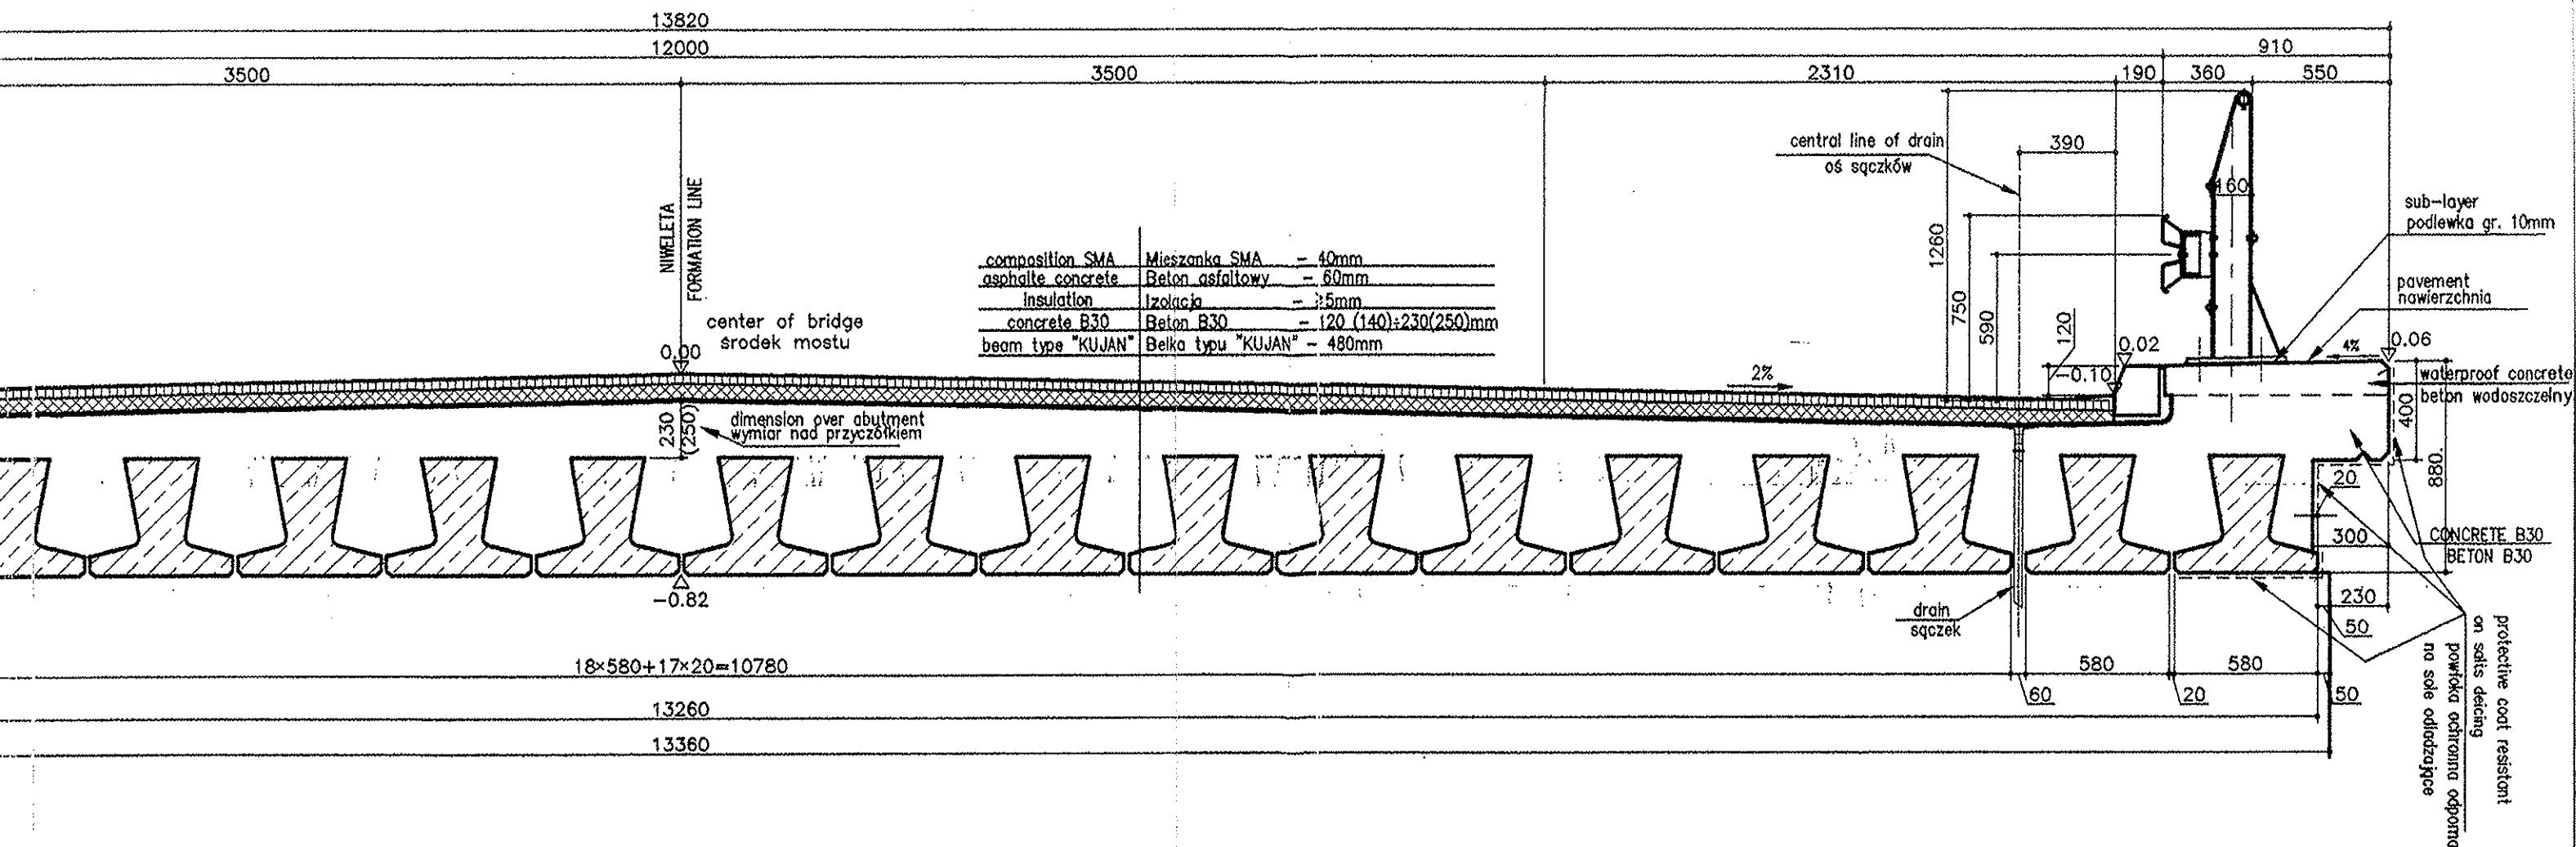 13820
12000
910
3500
3500
2310
190
360
550
central line of drain
oś sączków
390
160
sub-layer
podlewka gr. 10mm
NIWELETA
FORMATION LINE
1260
750
590
120
pavement
nawierzchnia
composition SMA Mieszanka SMA - 40mm
asphalte concrete Beton asfaltowy - 60mm
insulation Izolacja - ≥5mm
concrete B30 Beton B30 - 120 (140)÷230(250)mm
beam type "KUJAN" Belka typu "KUJAN" - 480mm
center of bridge
środek mostu
0.00
0.02
4%
0.06
2%
-0.10
waterproof concrete
beton wodoszczelny
230
(250)
dimension over abutment
wymiar nad przyczółkiem
400
880
20
300
CONCRETE B30
BETON B30
-0.82
drain
sączek
230
50
18×580+17×20=10780
580
580
60
20
50
13260
13360
protective coat resistant
on salts deicing
powłoka ochronna odporna
na sole odladzające